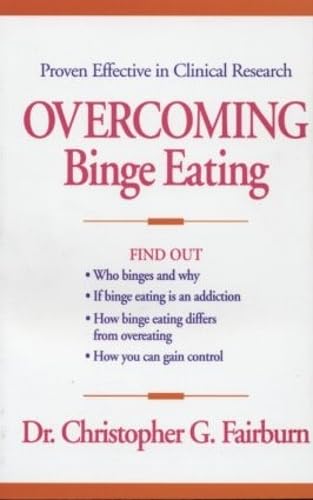 Proven Effective in Clinical Research
OVERCOMING
Binge Eating
FIND OUT
• Who binges and why
• If binge eating is an addiction
• How binge eating differs
from overeating
• How you can gain control
Dr. Christopher G. Fairburn